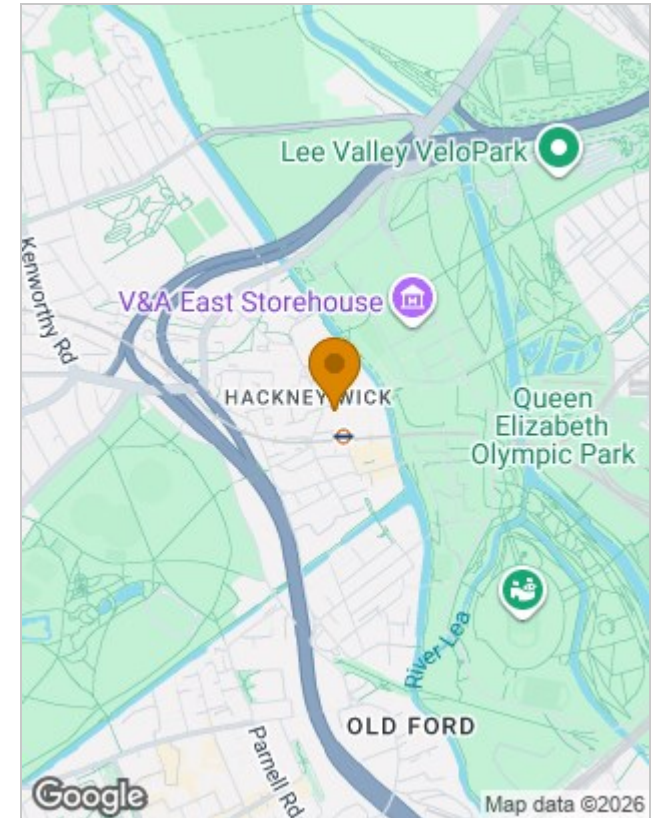 Lee Valley VeloPark
Kenworthy Rd
V&A East Storehouse
HACKNEY WICK
Queen
Elizabeth
Olympic Park
River Lea
OLD FORD
Parnell Rd
Google
Map data ©2026